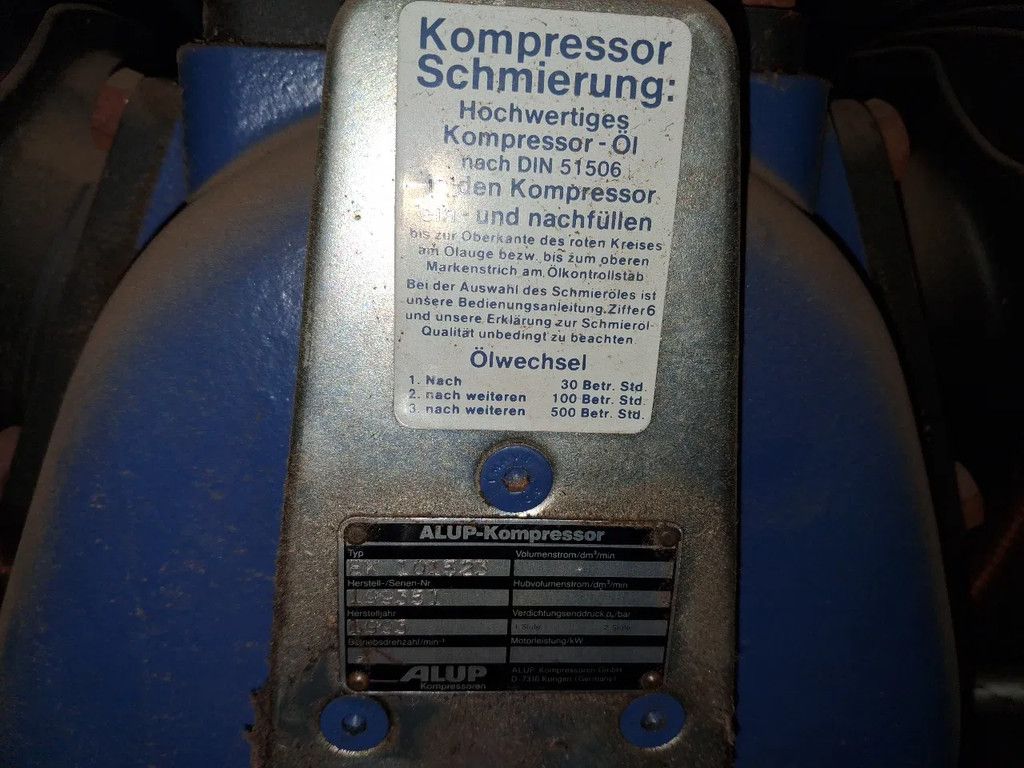 Kompressor
Schmierung:
Hochwertiges
Kompressor-Öl
nach DIN 51506
in den Kompressor
ein- und nachfüllen
bis zur Oberkante des roten Kreises
am Ölauge bezw. bis zum oberen
Markenstrich am Ölkontrollstab
Bei der Auswahl des Schmieröles ist
unsere Bedienungsanleitung, Ziffer 6
und unsere Erklärung zur Schmieröl-
Qualität unbedingt zu beachten.
Ölwechsel
1. Nach 30 Betr. Std.
2. nach weiteren 100 Betr. Std.
3. nach weiteren 500 Betr. Std.
ALUP-Kompressor
Typ Volumenstrom/dm³/min
Herstell-/Serien-Nr Hubvolumenstrom/dm³/min
Herstelljahr Verdichtungsenddruck
1. Stufe 2. Stufe
Betriebsdrehzahl/min⁻¹ Motorleistung/kW
ALUP ALUP Kompressoren GmbH
Kompressoren D-7316 Köngen (Germany)